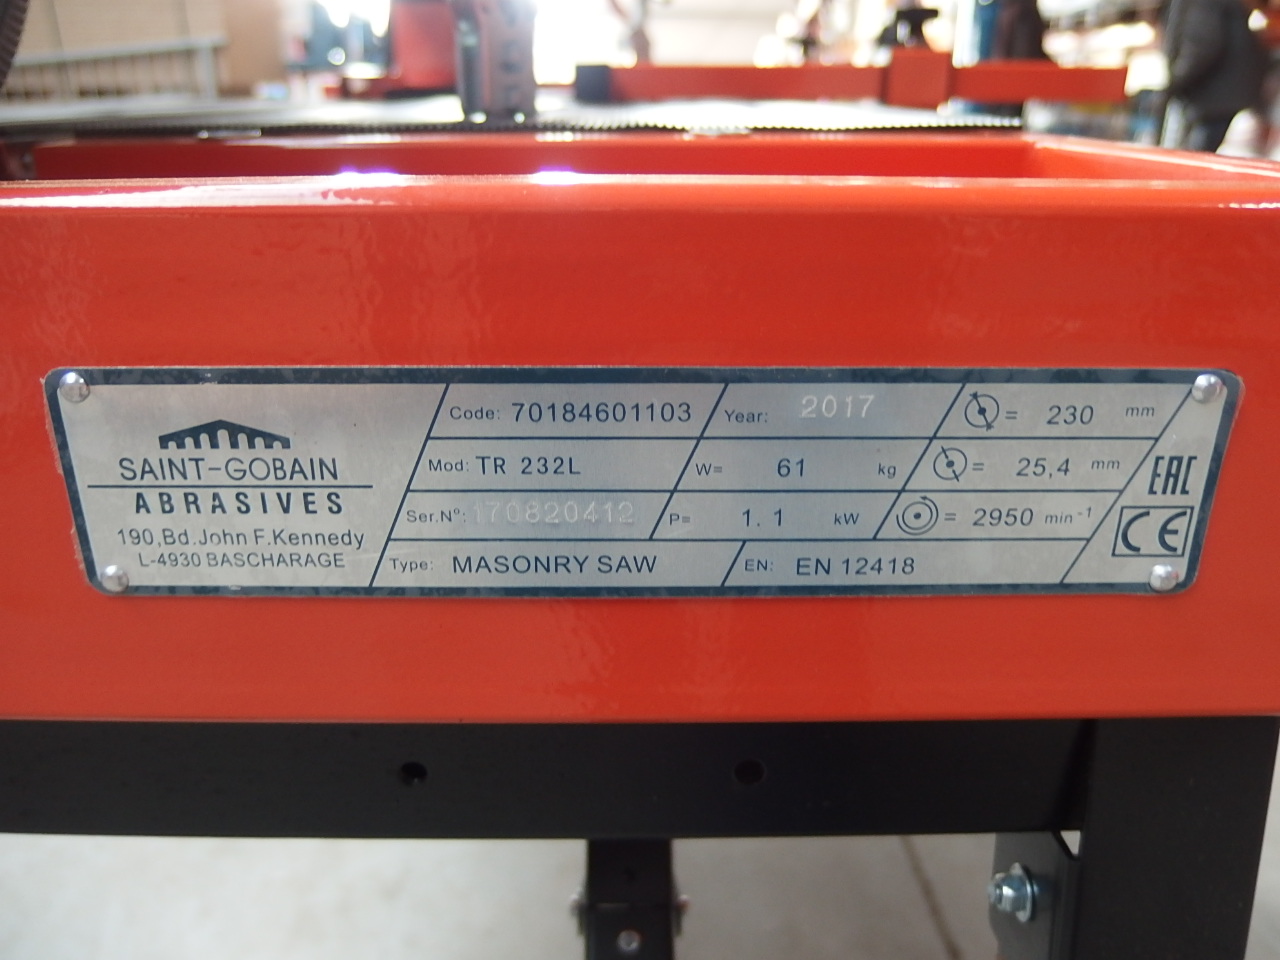 SAINT-GOBAIN
ABRASIVES
190,Bd.John F.Kennedy
L-4930 BASCHARAGE
Code: 70184601103
Year: 2017
= 230 mm
Mod: TR 232L
W= 61 kg
= 25,4 mm
Ser.Nº: 170820412
P= 1.1 kW
= 2950 min⁻¹
Type: MASONRY SAW
EN: EN 12418
EAC
CE